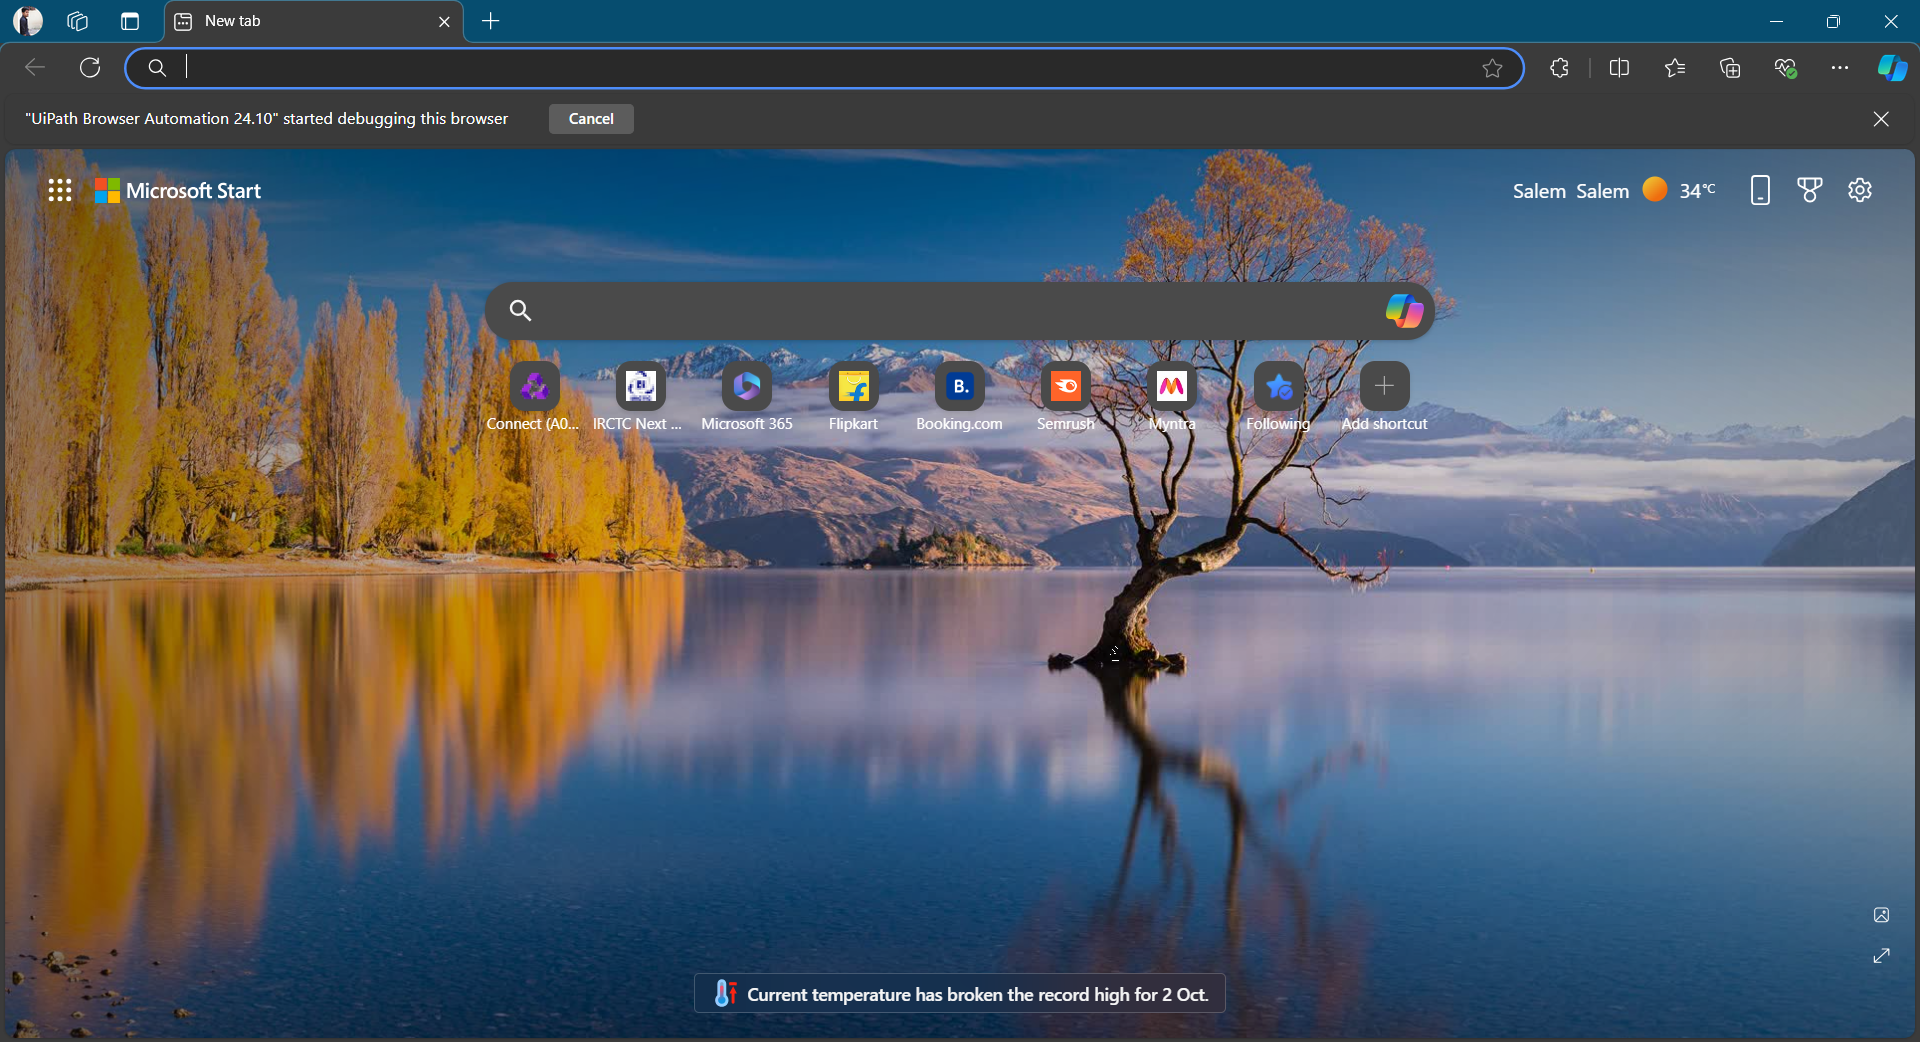 New tab
"UiPath Browser Automation 24.10" started debugging this browser
Cancel
Microsoft Start
Salem Salem 34°C
Connect (A0... IRCTC Next ... Microsoft 365 Flipkart Booking.com Semrush Myntra Following Add shortcut
Current temperature has broken the record high for 2 Oct.